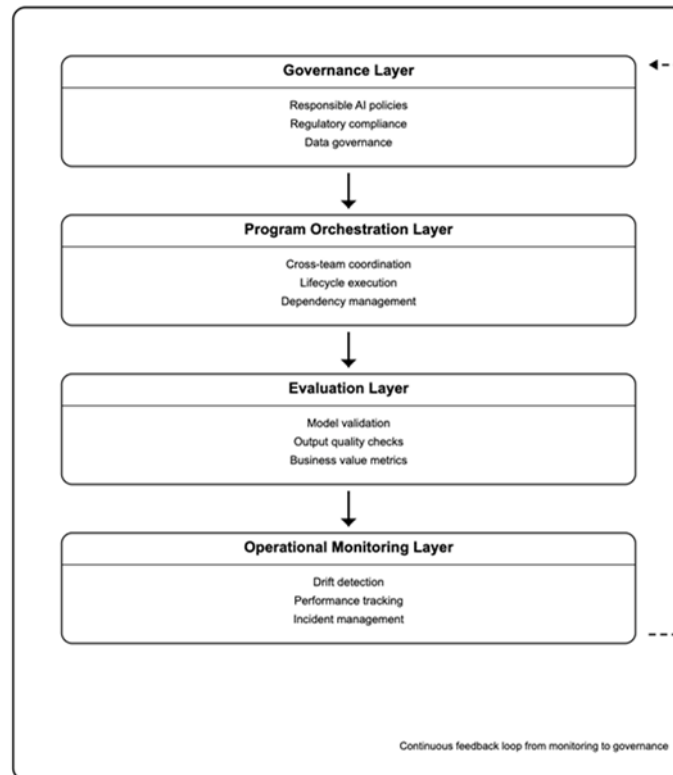 Governance Layer
Responsible AI policies
Regulatory compliance
Data governance
Program Orchestration Layer
Cross-team coordination
Lifecycle execution
Dependency management
Evaluation Layer
Model validation
Output quality checks
Business value metrics
Operational Monitoring Layer
Drift detection
Performance tracking
Incident management
Continuous feedback loop from monitoring to governance